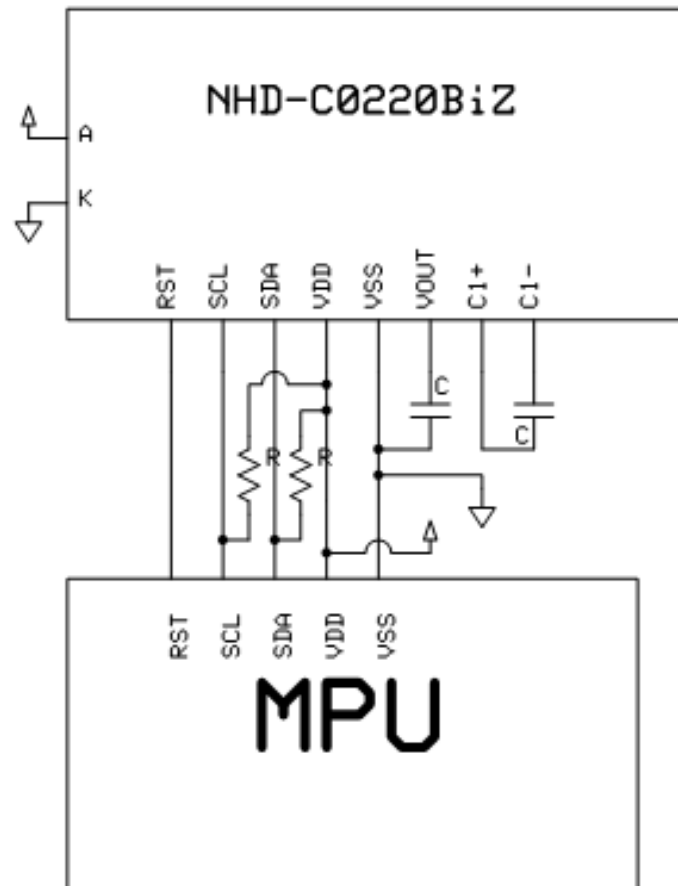 NHD-C0220BiZ
A
K
RST SCL SDA VDD VSS VOUT C1+ C1-
C
C
R R
RST SCL SDA VDD VSS
MPU